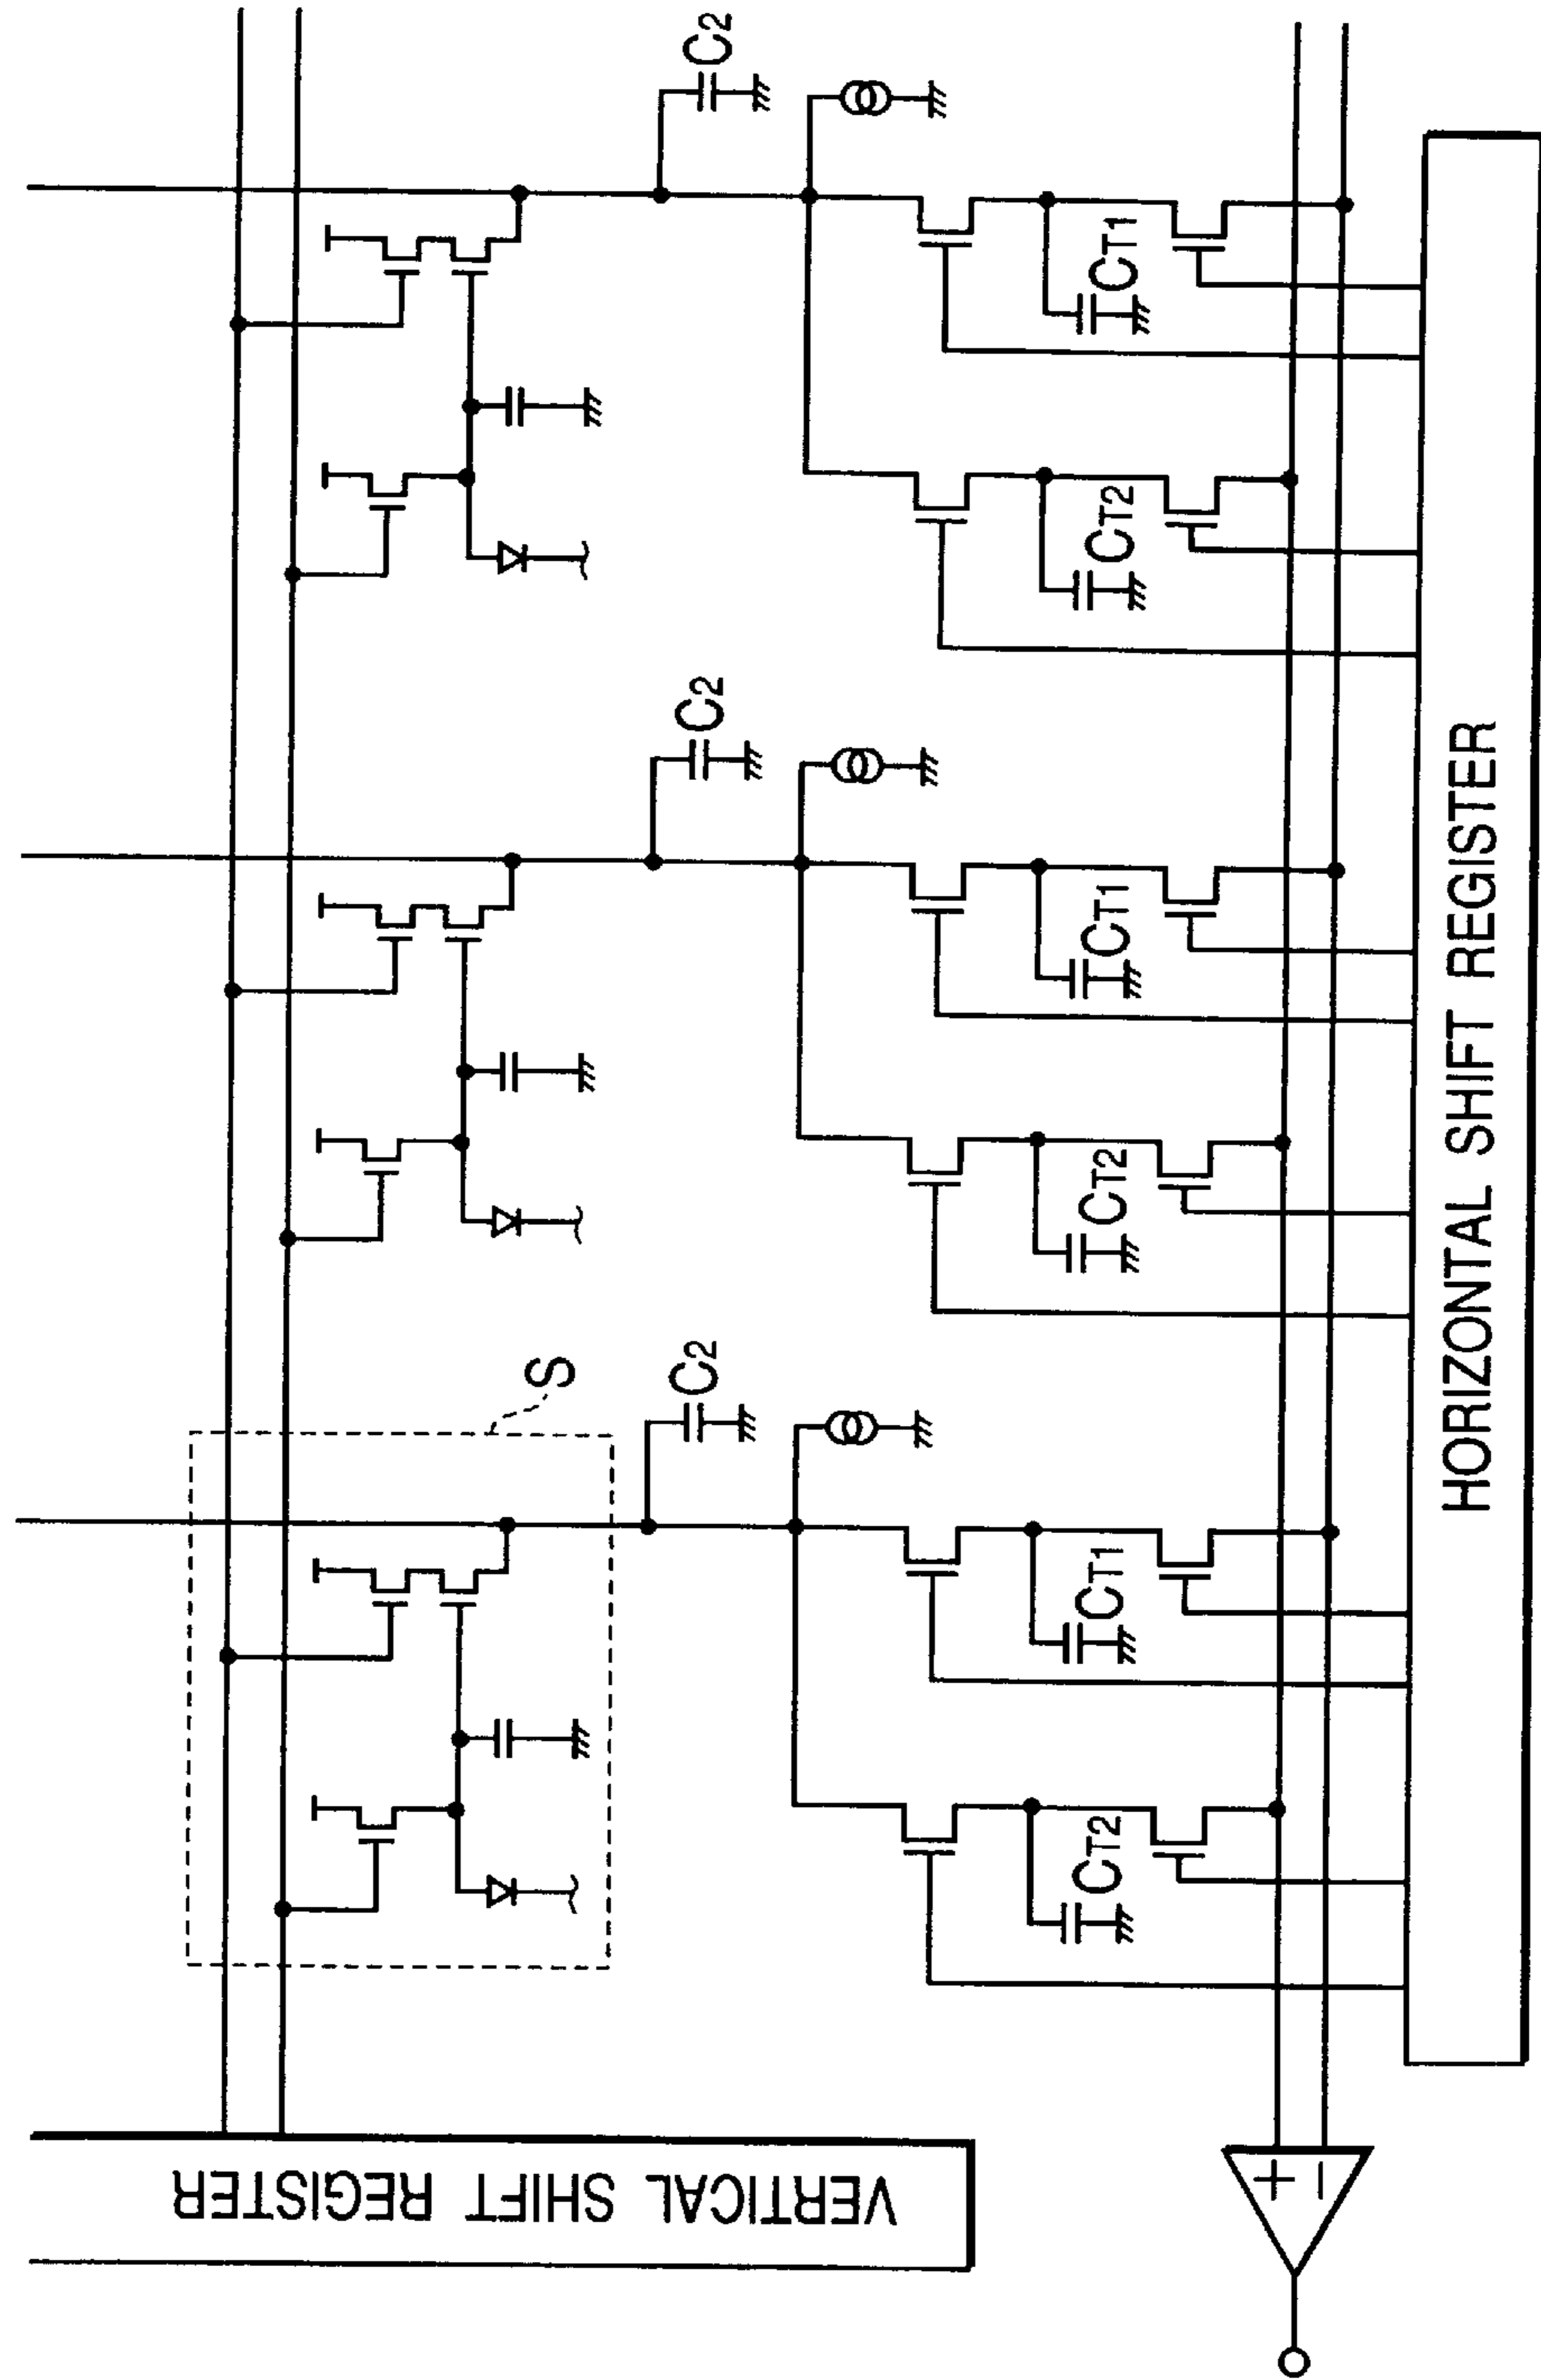 VERTICAL SHIFT REGISTER
S
C2
C2
C2
CT2
CT1
CT2
CT1
CT2
CT1
+
−
HORIZONTAL SHIFT REGISTER